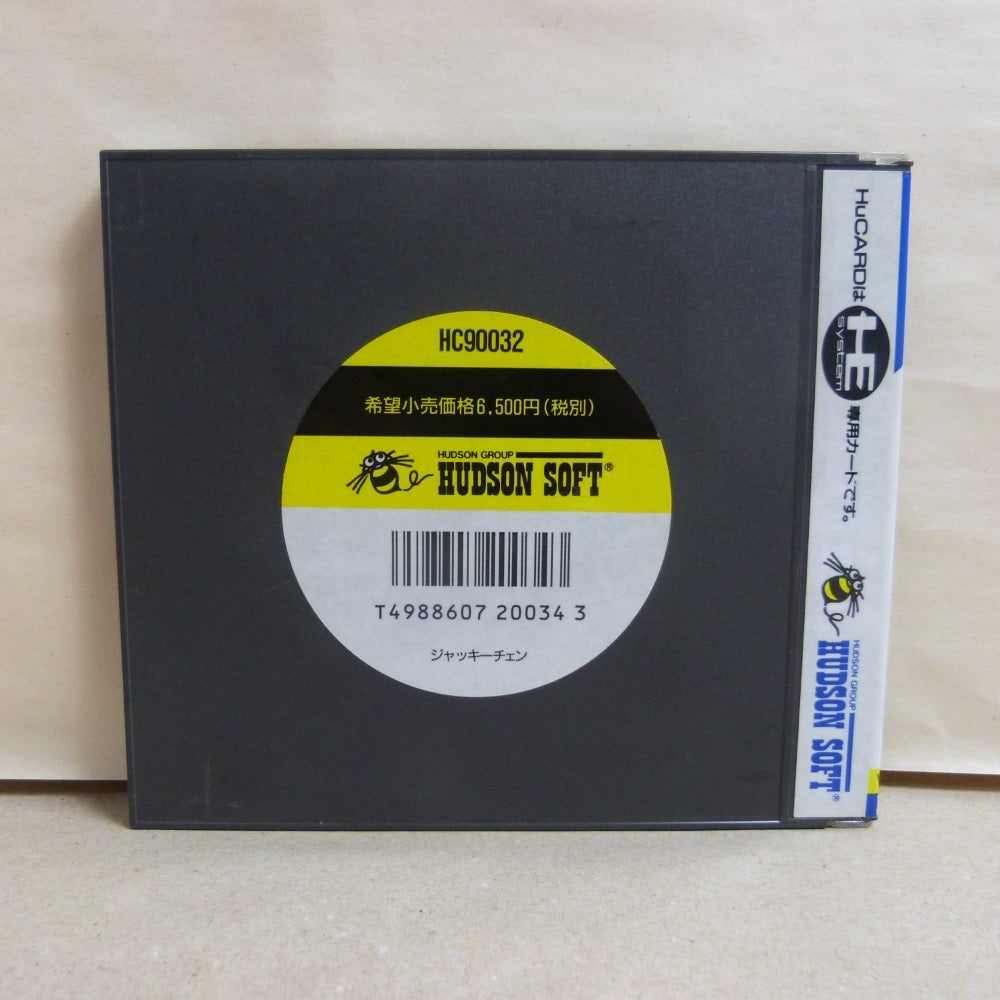 HC90032
希望小売価格6,500円(税別)
HUDSON GROUP
HUDSON SOFT®
T4988607 20034 3
ジャッキーチェン
HuCARDは HE system 専用カードです。
HUDSON GROUP
HUDSON SOFT®